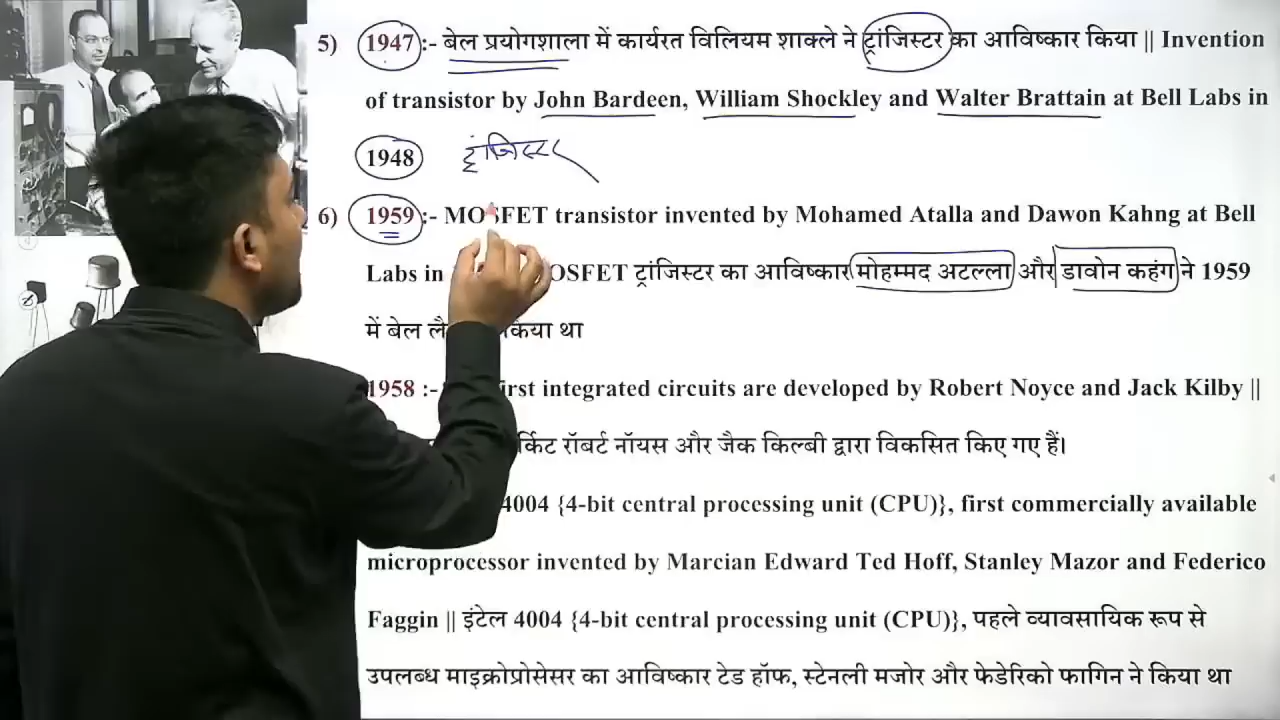 5) 1947 :- बेल प्रयोगशाला में कार्यरत विलियम शाक्ले ने ट्रांजिस्टर का आविष्कार किया || Invention
of transistor by John Bardeen, William Shockley and Walter Brattain at Bell Labs in
1948 ट्रांजिस्टर
6) 1959 :- MOSFET transistor invented by Mohamed Atalla and Dawon Kahng at Bell
Labs in OSFET ट्रांजिस्टर का आविष्कार मोहम्मद अटल्ला और डावोन कहंग ने 1959
में बेल किया था
1958 :- irst integrated circuits are developed by Robert Noyce and Jack Kilby ||
र्किट रॉबर्ट नॉयस और जैक किल्बी द्वारा विकसित किए गए हैं।
4004 {4-bit central processing unit (CPU)}, first commercially available
microprocessor invented by Marcian Edward Ted Hoff, Stanley Mazor and Federico
Faggin || इंटेल 4004 {4-bit central processing unit (CPU)}, पहले व्यावसायिक रूप से
उपलब्ध माइक्रोप्रोसेसर का आविष्कार टेड हॉफ, स्टेनली मजोर और फेडेरिको फागिन ने किया था